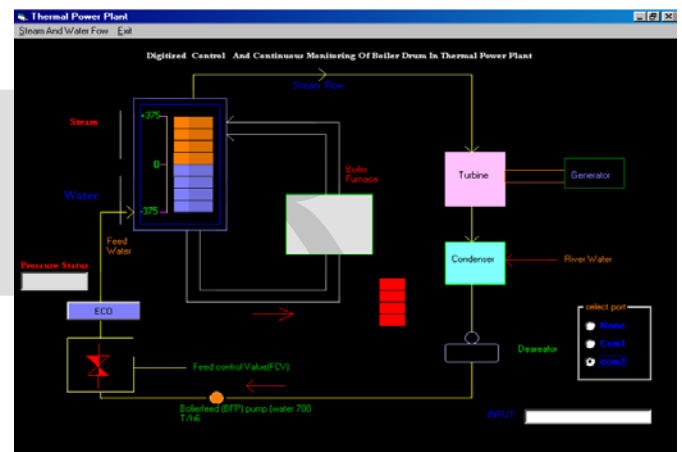 Thermal Power Plant
Steam And Water Fow  Exit
Digitized Control And Continuous Monitoring Of Boiler Drum In Thermal Power Plant
Steam Flow
+375
Steam
0
Water
-375
Boiler
Furnace
Turbine
Generator
Feed
Water
Condenser
River Water
Pressure Status
ECO
select port
None
Com1
com2
Deareator
Feed control Value(FCV)
Boilerfeed (BFP) pump (water 700
T/h6
INPUT